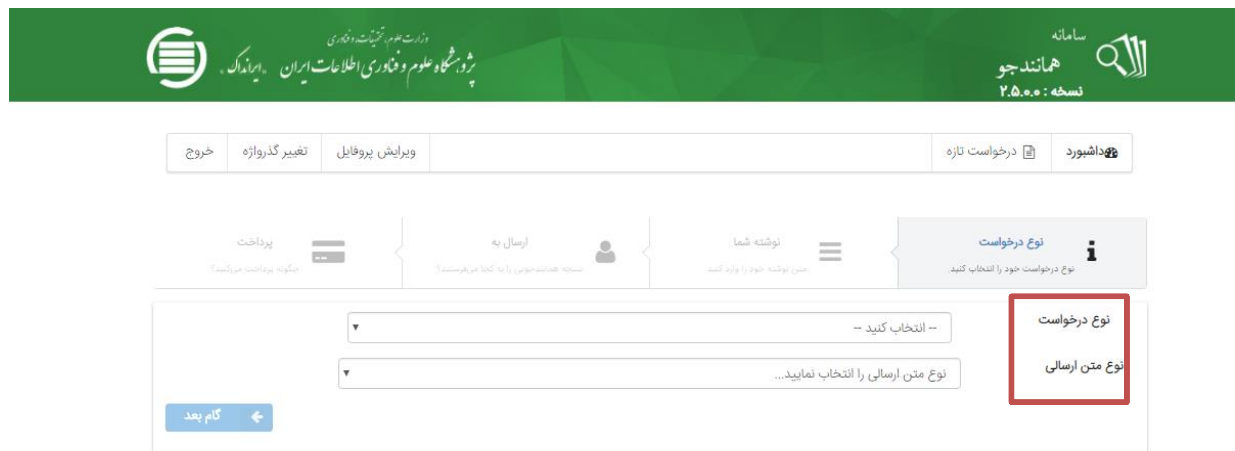 سامانه
همانندجو
نسخه : ۲.۵.۰.۰
وزارت علوم، تحقیقات، و فناوری
پژوهشگاه علوم و فناوری اطلاعات ایران «ایرانداک»
داشبورد
درخواست تازه
ویرایش پروفایل
تغییر گذرواژه
خروج
نوع درخواست
نوع درخواست خود را انتخاب کنید
نوشته شما
متن نوشته خود را وارد کنید
ارسال به
نتیجه همانندجویی را به کجا می‌فرستید؟
پرداخت
چگونه پرداخت می‌کنید؟
نوع درخواست
-- انتخاب کنید --
نوع متن ارسالی
نوع متن ارسالی را انتخاب نمایید...
گام بعد